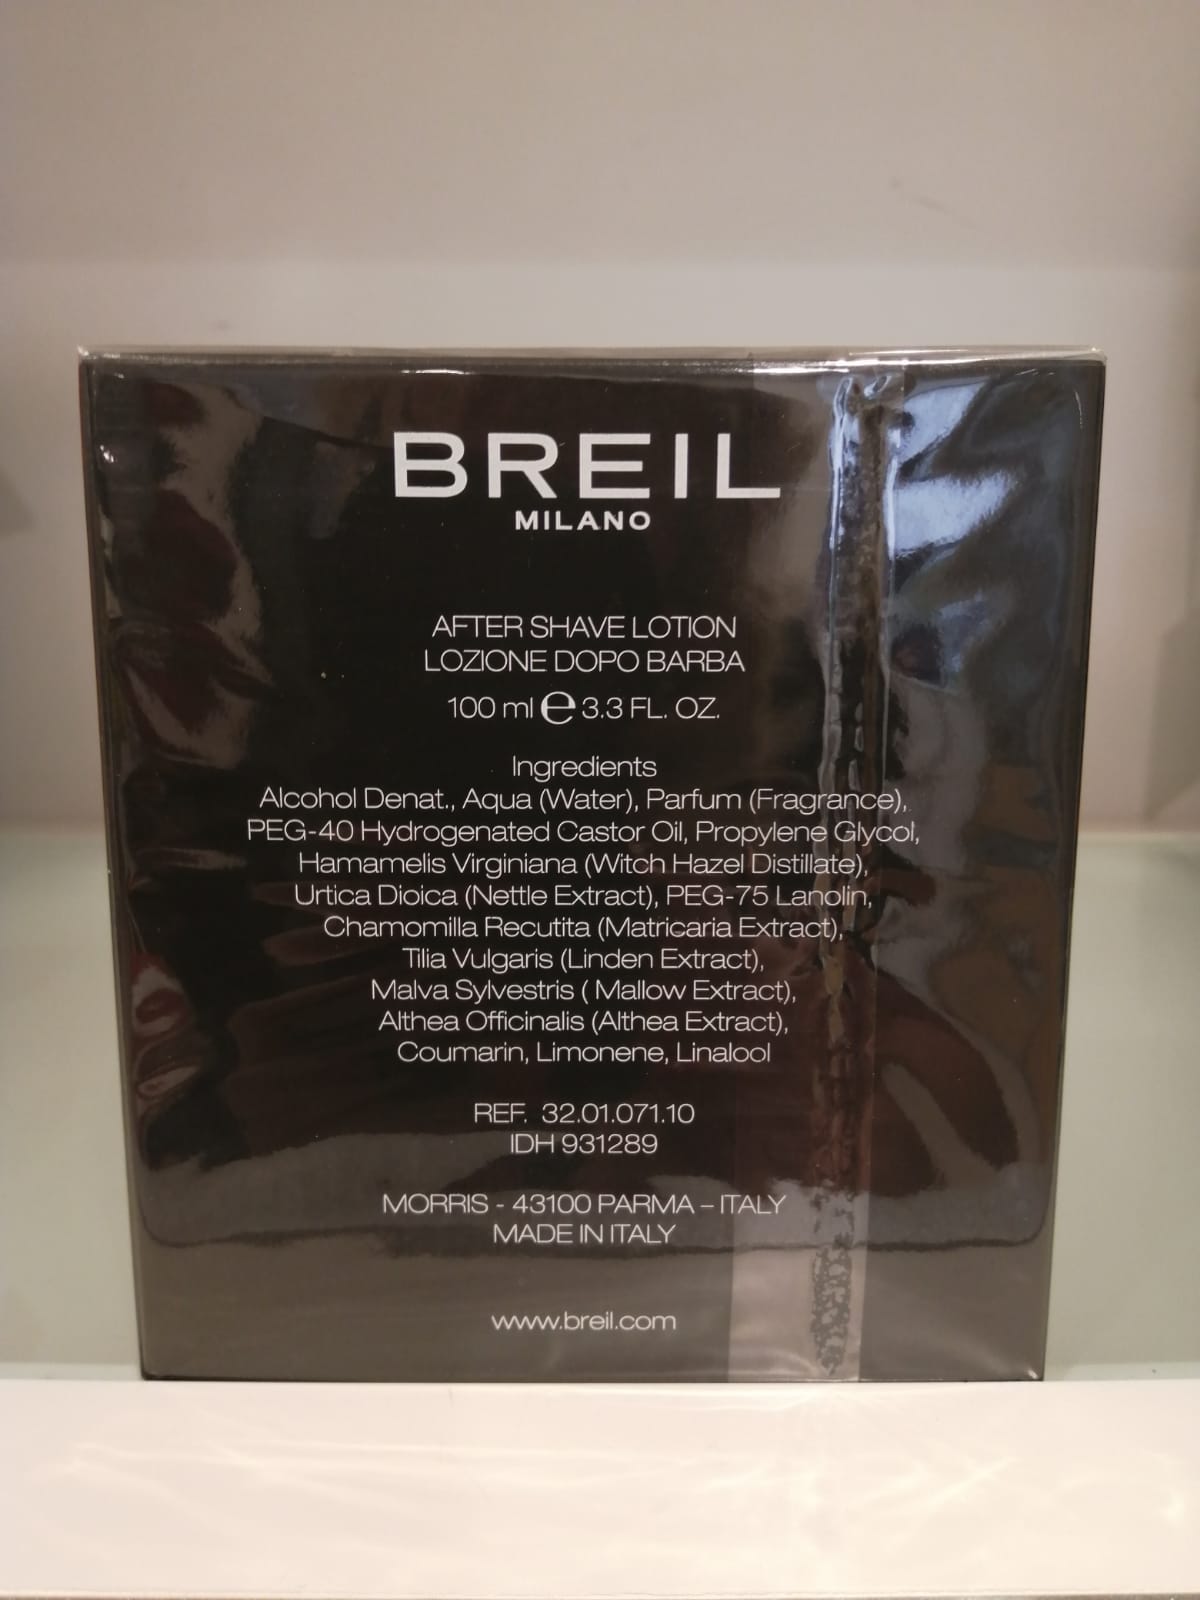 BREIL
MILANO
AFTER SHAVE LOTION
LOZIONE DOPO BARBA
100 ml ℮ 3.3 FL. OZ.
Ingredients
Alcohol Denat., Aqua (Water), Parfum (Fragrance),
PEG-40 Hydrogenated Castor Oil, Propylene Glycol,
Hamamelis Virginiana (Witch Hazel Distillate),
Urtica Dioica (Nettle Extract), PEG-75 Lanolin,
Chamomilla Recutita (Matricaria Extract),
Tilia Vulgaris (Linden Extract),
Malva Sylvestris ( Mallow Extract),
Althea Officinalis (Althea Extract),
Coumarin, Limonene, Linalool
REF. 32.01.071.10
IDH 931289
MORRIS - 43100 PARMA – ITALY
MADE IN ITALY
www.breil.com